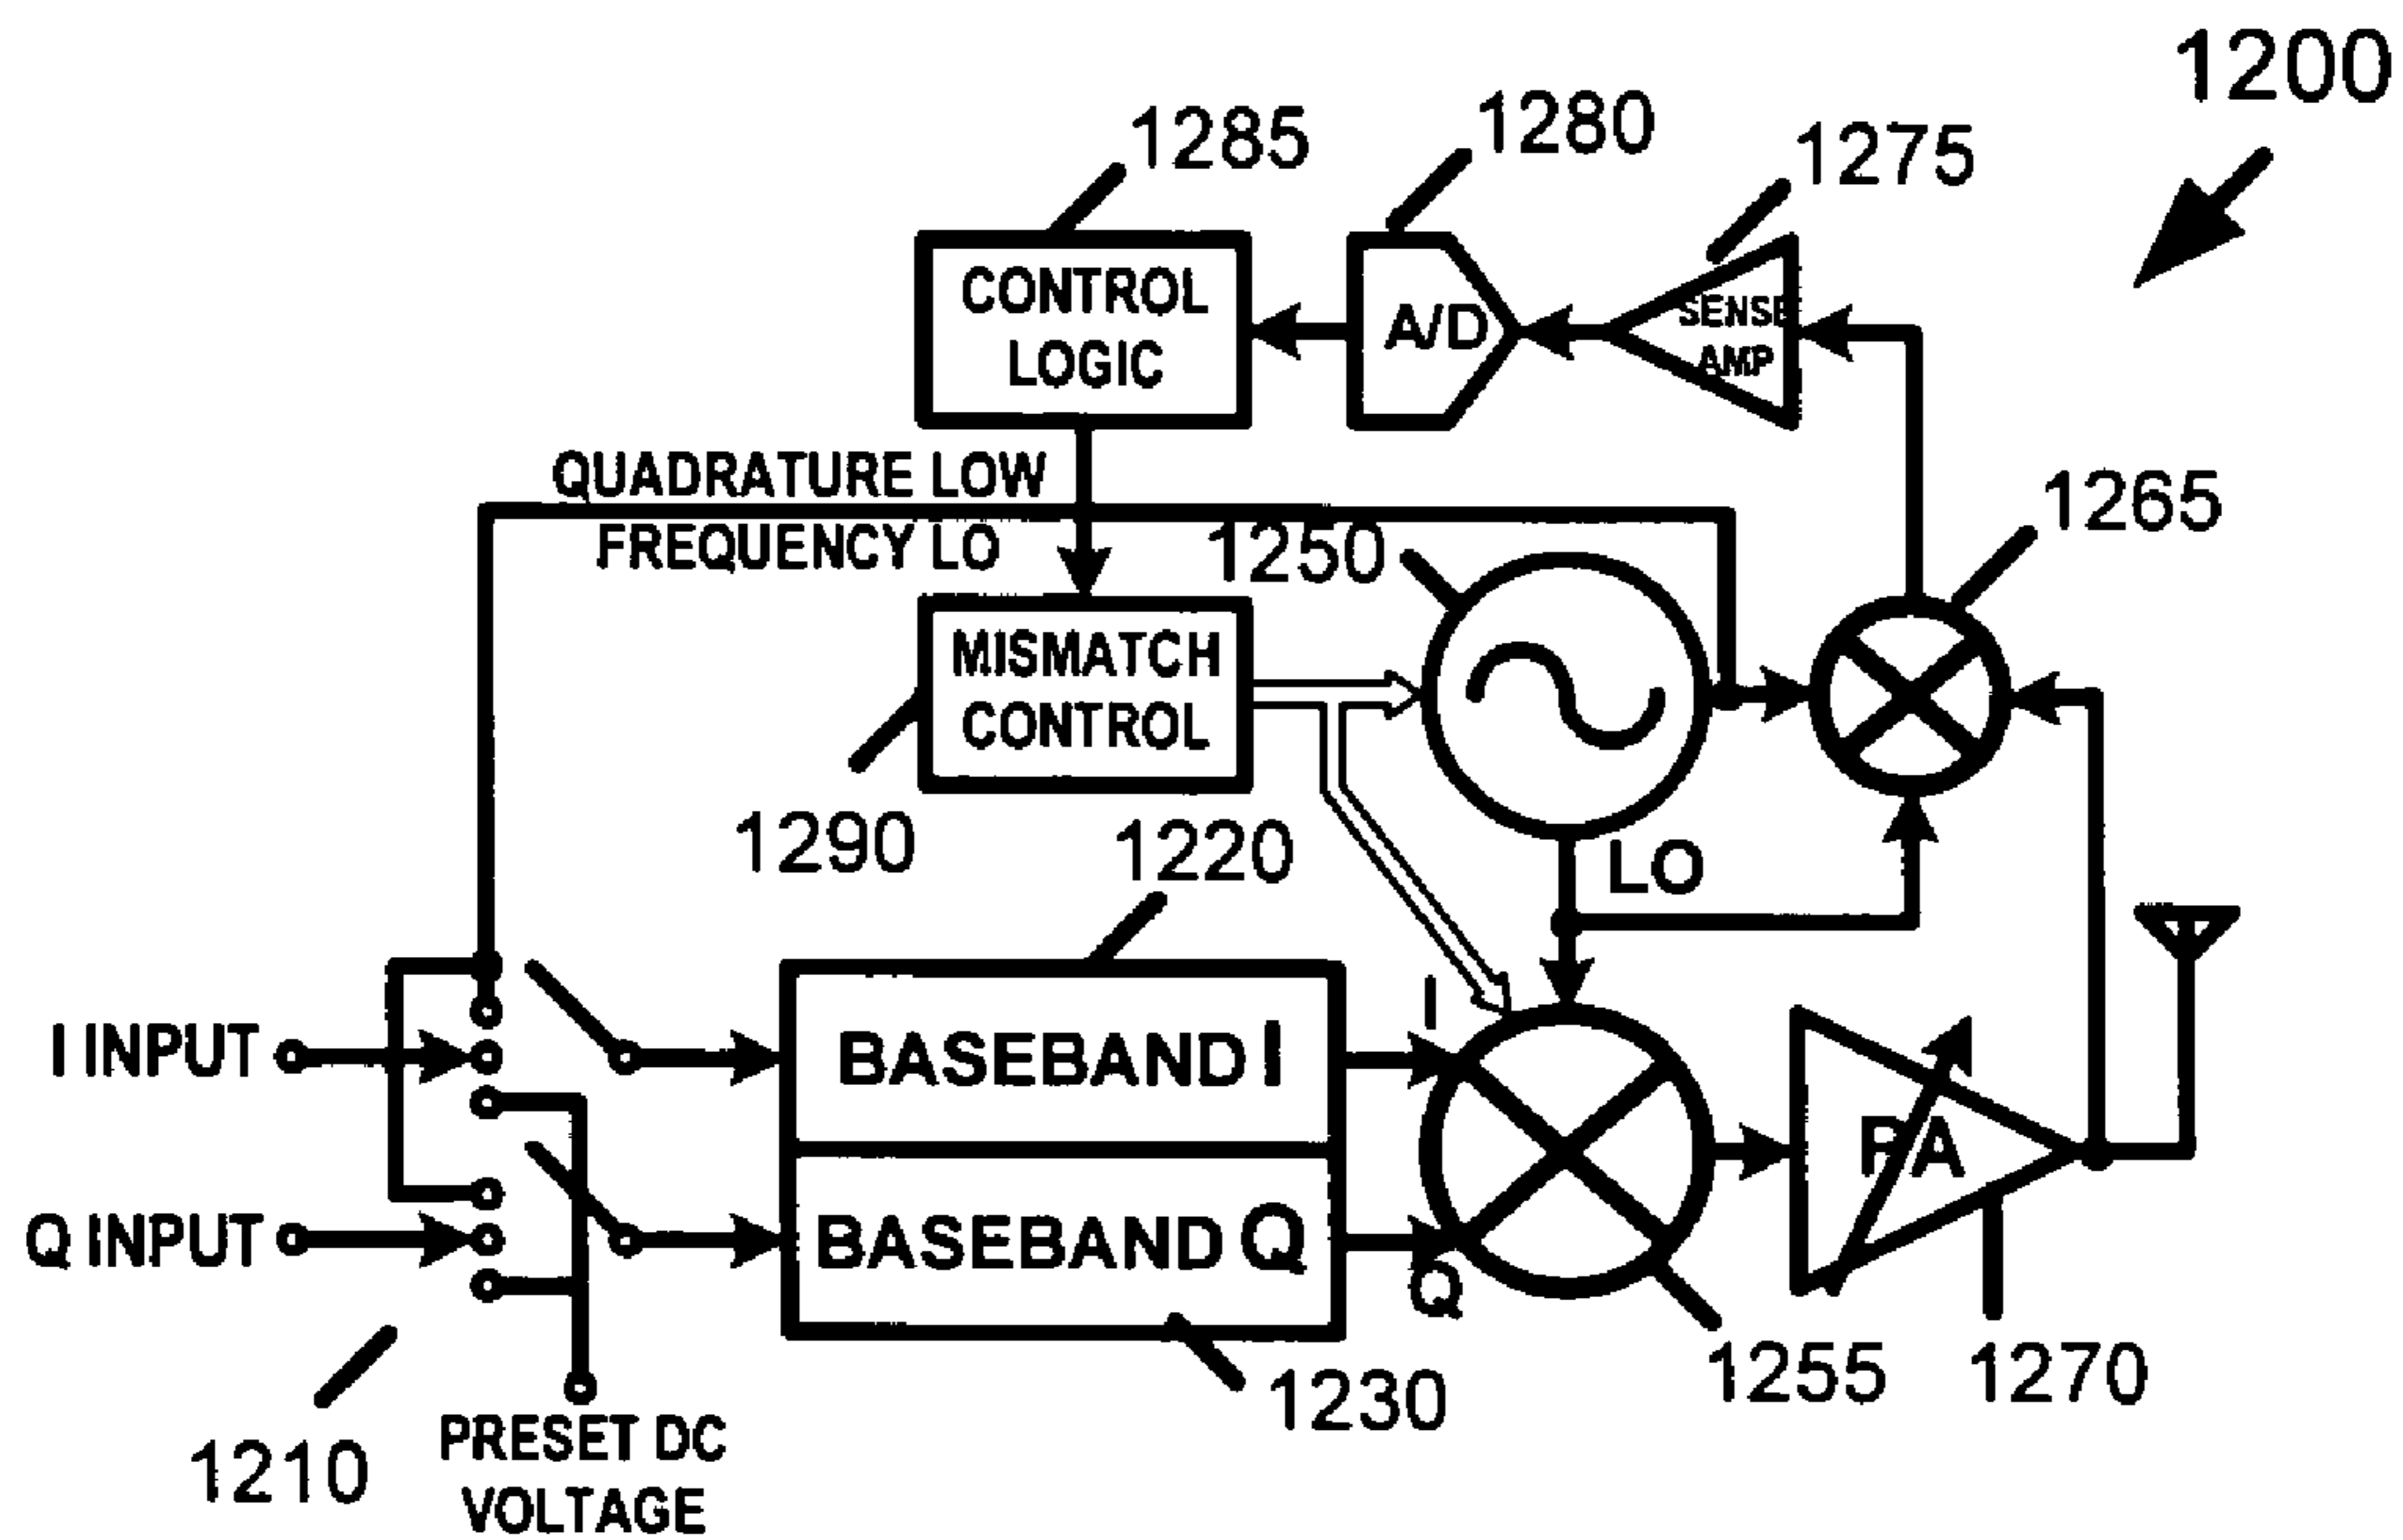 1200
1285
1280
1275
CONTROL
LOGIC
A/D
SENSE
AMP
QUADRATURE LOW
FREQUENCY LO
1250
1265
MISMATCH
CONTROL
1290
1220
LO
I INPUT
BASEBAND I
I
PA
Q INPUT
BASEBAND Q
Q
1255
1270
1230
1210
PRESET DC
VOLTAGE